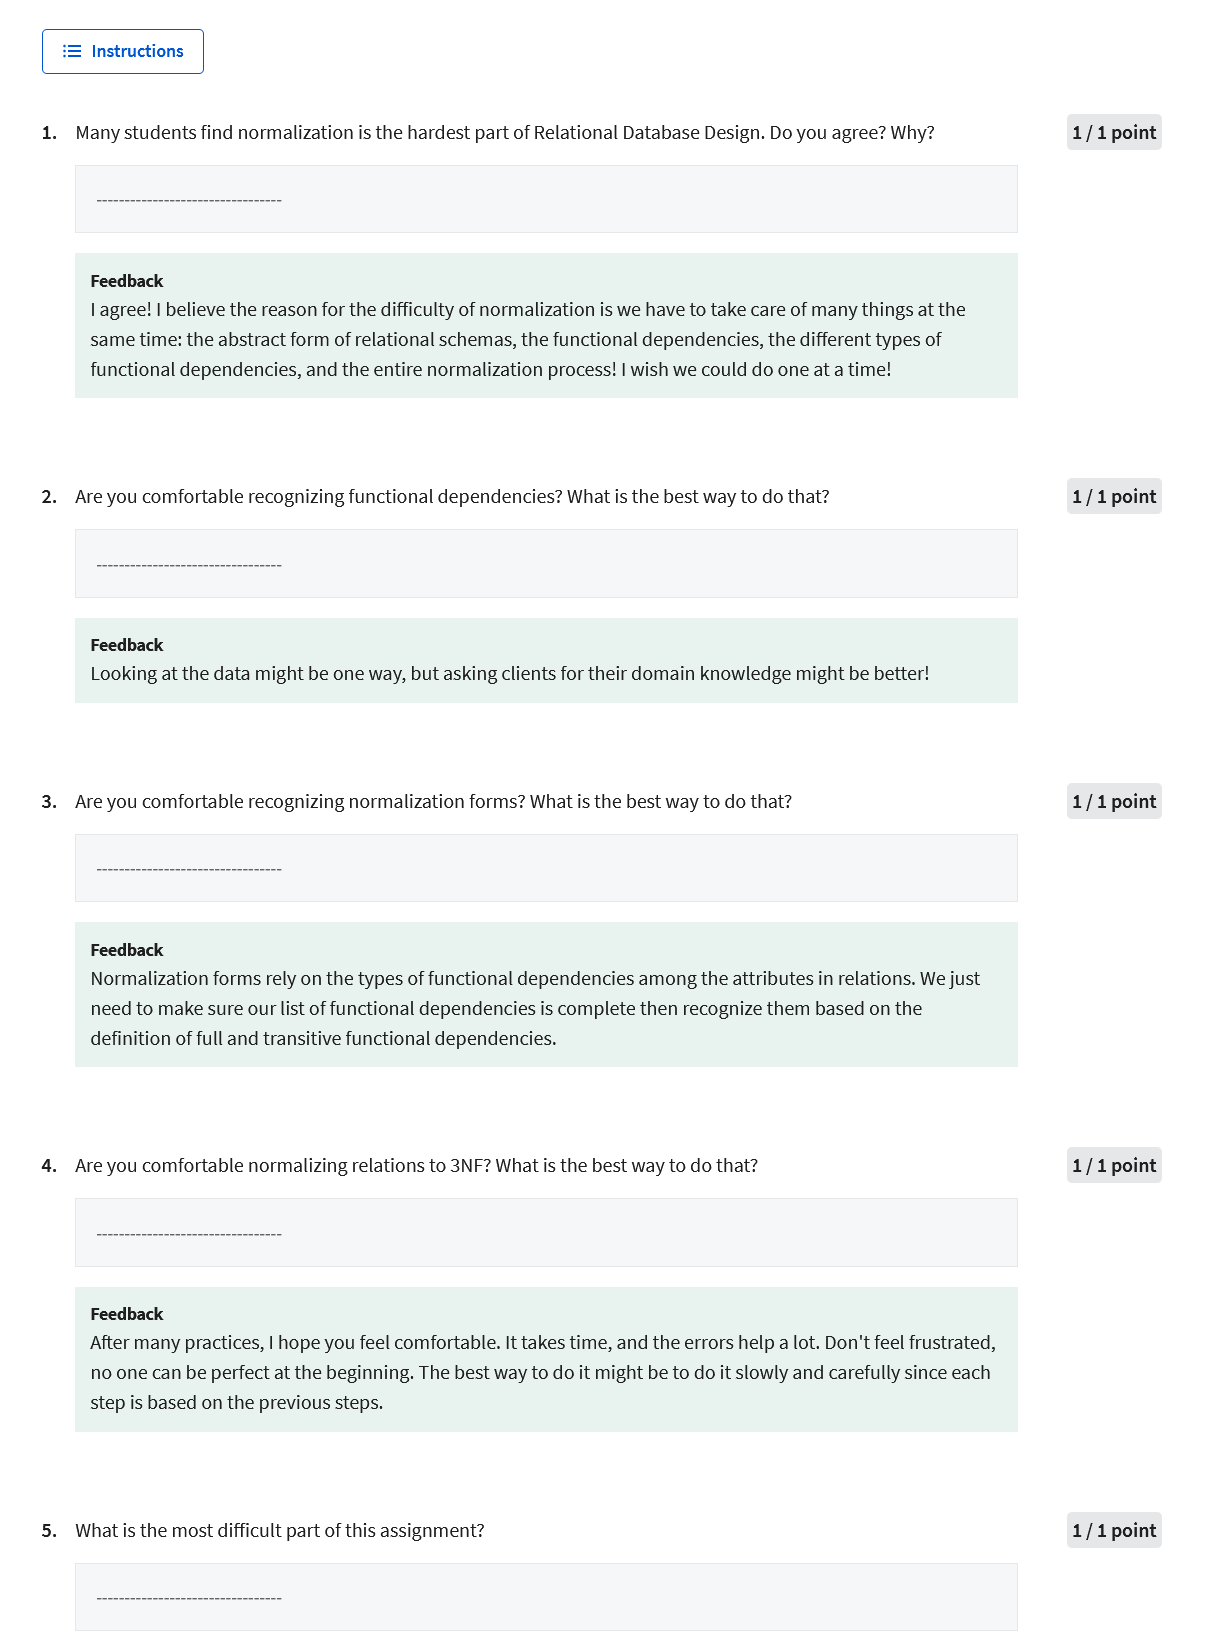 Instructions
1. Many students find normalization is the hardest part of Relational Database Design. Do you agree? Why? 1 / 1 point
---------------------------------
Feedback
I agree! I believe the reason for the difficulty of normalization is we have to take care of many things at the
same time: the abstract form of relational schemas, the functional dependencies, the different types of
functional dependencies, and the entire normalization process! I wish we could do one at a time!
2. Are you comfortable recognizing functional dependencies? What is the best way to do that? 1 / 1 point
---------------------------------
Feedback
Looking at the data might be one way, but asking clients for their domain knowledge might be better!
3. Are you comfortable recognizing normalization forms? What is the best way to do that? 1 / 1 point
---------------------------------
Feedback
Normalization forms rely on the types of functional dependencies among the attributes in relations. We just
need to make sure our list of functional dependencies is complete then recognize them based on the
definition of full and transitive functional dependencies.
4. Are you comfortable normalizing relations to 3NF? What is the best way to do that? 1 / 1 point
---------------------------------
Feedback
After many practices, I hope you feel comfortable. It takes time, and the errors help a lot. Don't feel frustrated,
no one can be perfect at the beginning. The best way to do it might be to do it slowly and carefully since each
step is based on the previous steps.
5. What is the most difficult part of this assignment? 1 / 1 point
---------------------------------